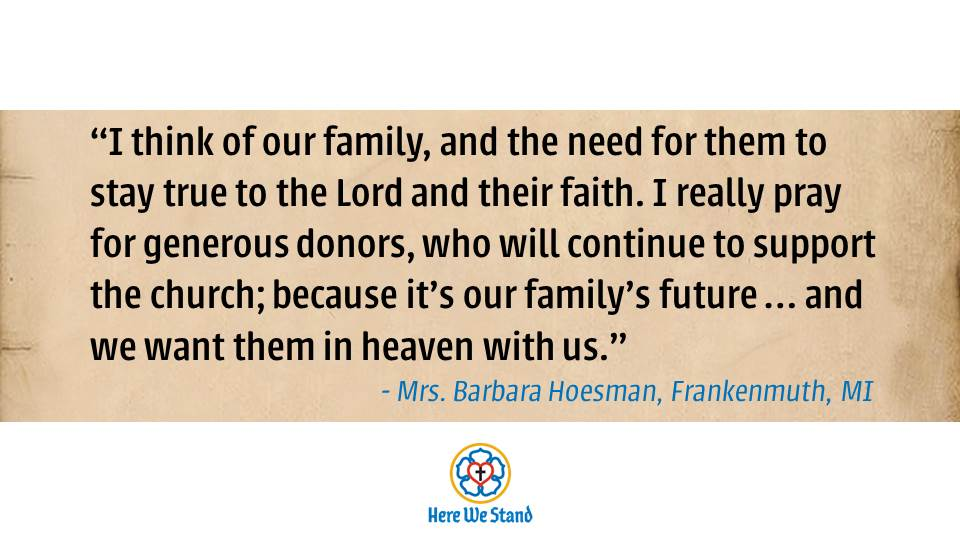 “I think of our family, and the need for them to
stay true to the Lord and their faith. I really pray
for generous donors, who will continue to support
the church; because it’s our family’s future ... and
we want them in heaven with us.”
- Mrs. Barbara Hoesman, Frankenmuth, MI
Here We Stand